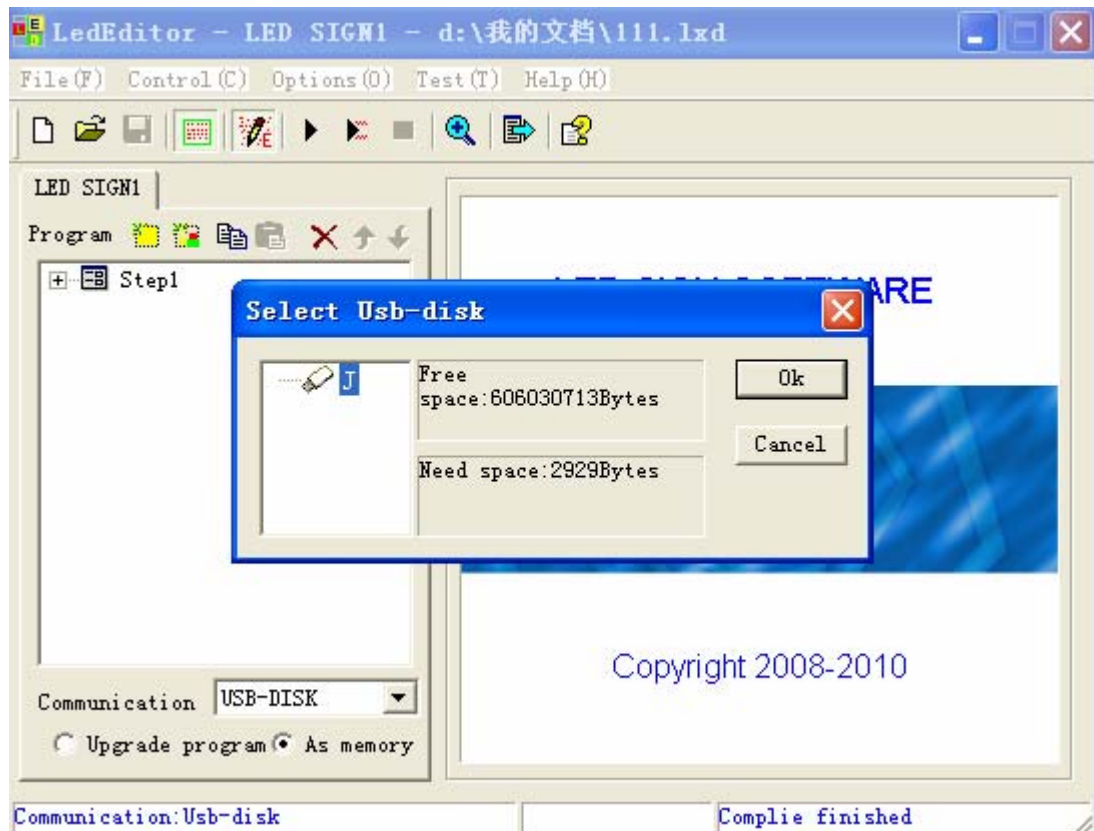 LedEditor - LED SIGN1 - d:\我的文档\111.lxd
File(F) Control(C) Options(O) Test(T) Help(H)
LED SIGN1
Program
Step1
Select Usb-disk
J
Free
space:606030713Bytes
Need space:2929Bytes
Ok
Cancel
Copyright 2008-2010
Communication USB-DISK
Upgrade program As memory
Communication:Usb-disk
Complie finished